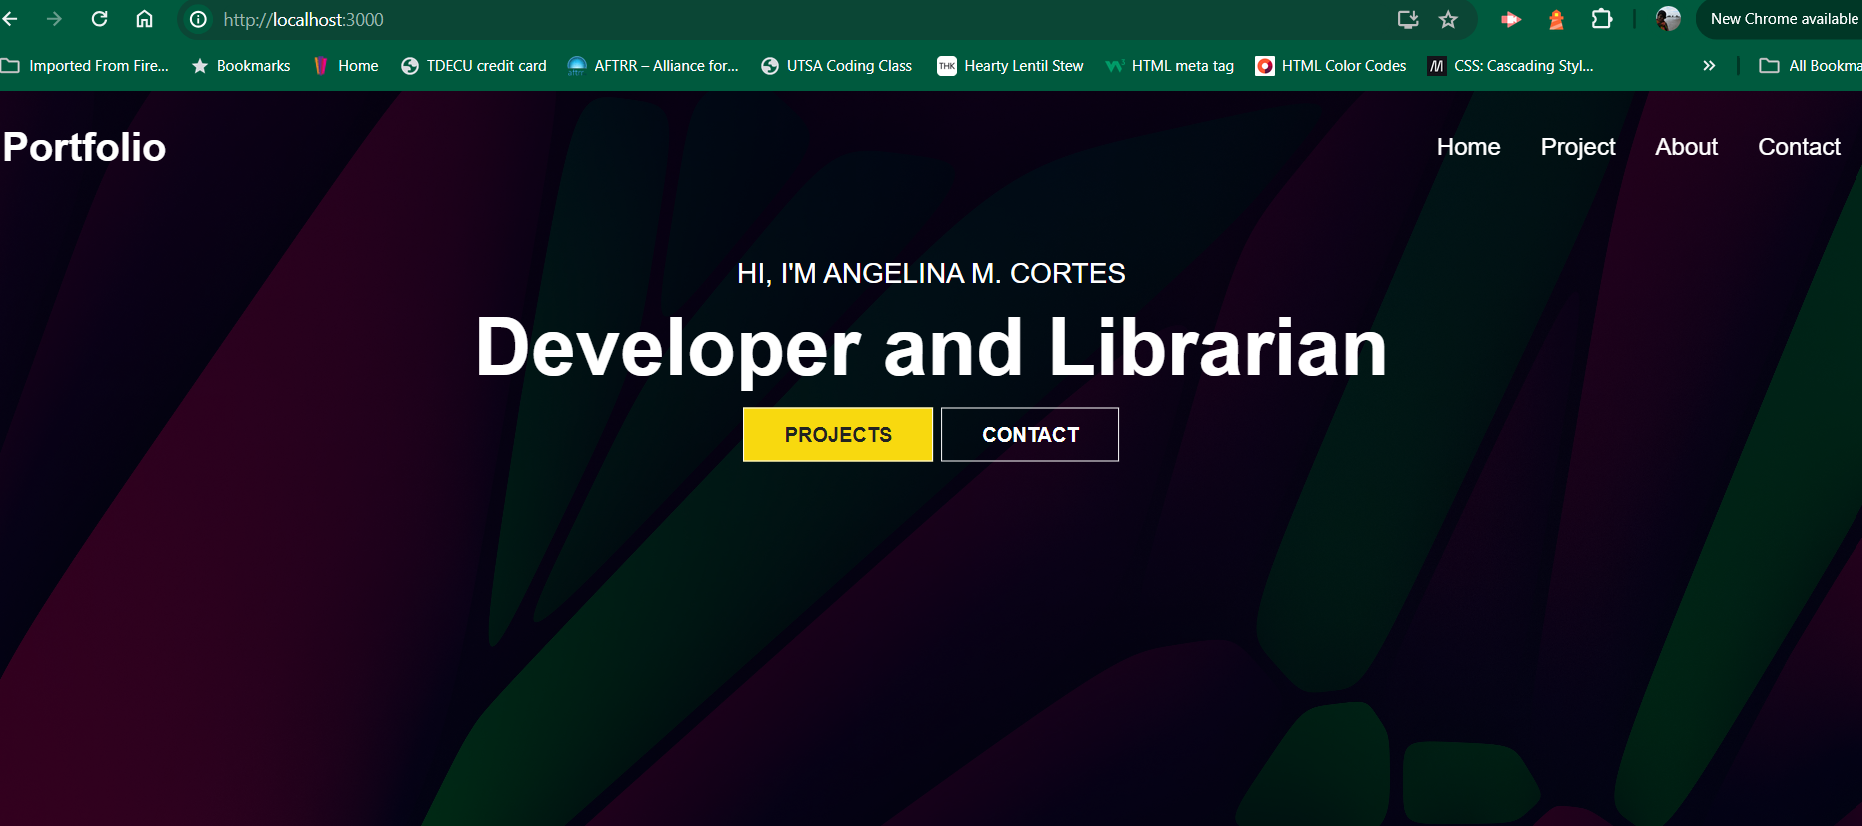 http://localhost:3000
New Chrome available
Imported From Fire...
Bookmarks
Home
TDECU credit card
AFTRR – Alliance for...
UTSA Coding Class
THK
Hearty Lentil Stew
HTML meta tag
HTML Color Codes
CSS: Cascading Styl...
All Bookma
Portfolio
Home
Project
About
Contact
HI, I'M ANGELINA M. CORTES
Developer and Librarian
PROJECTS
CONTACT